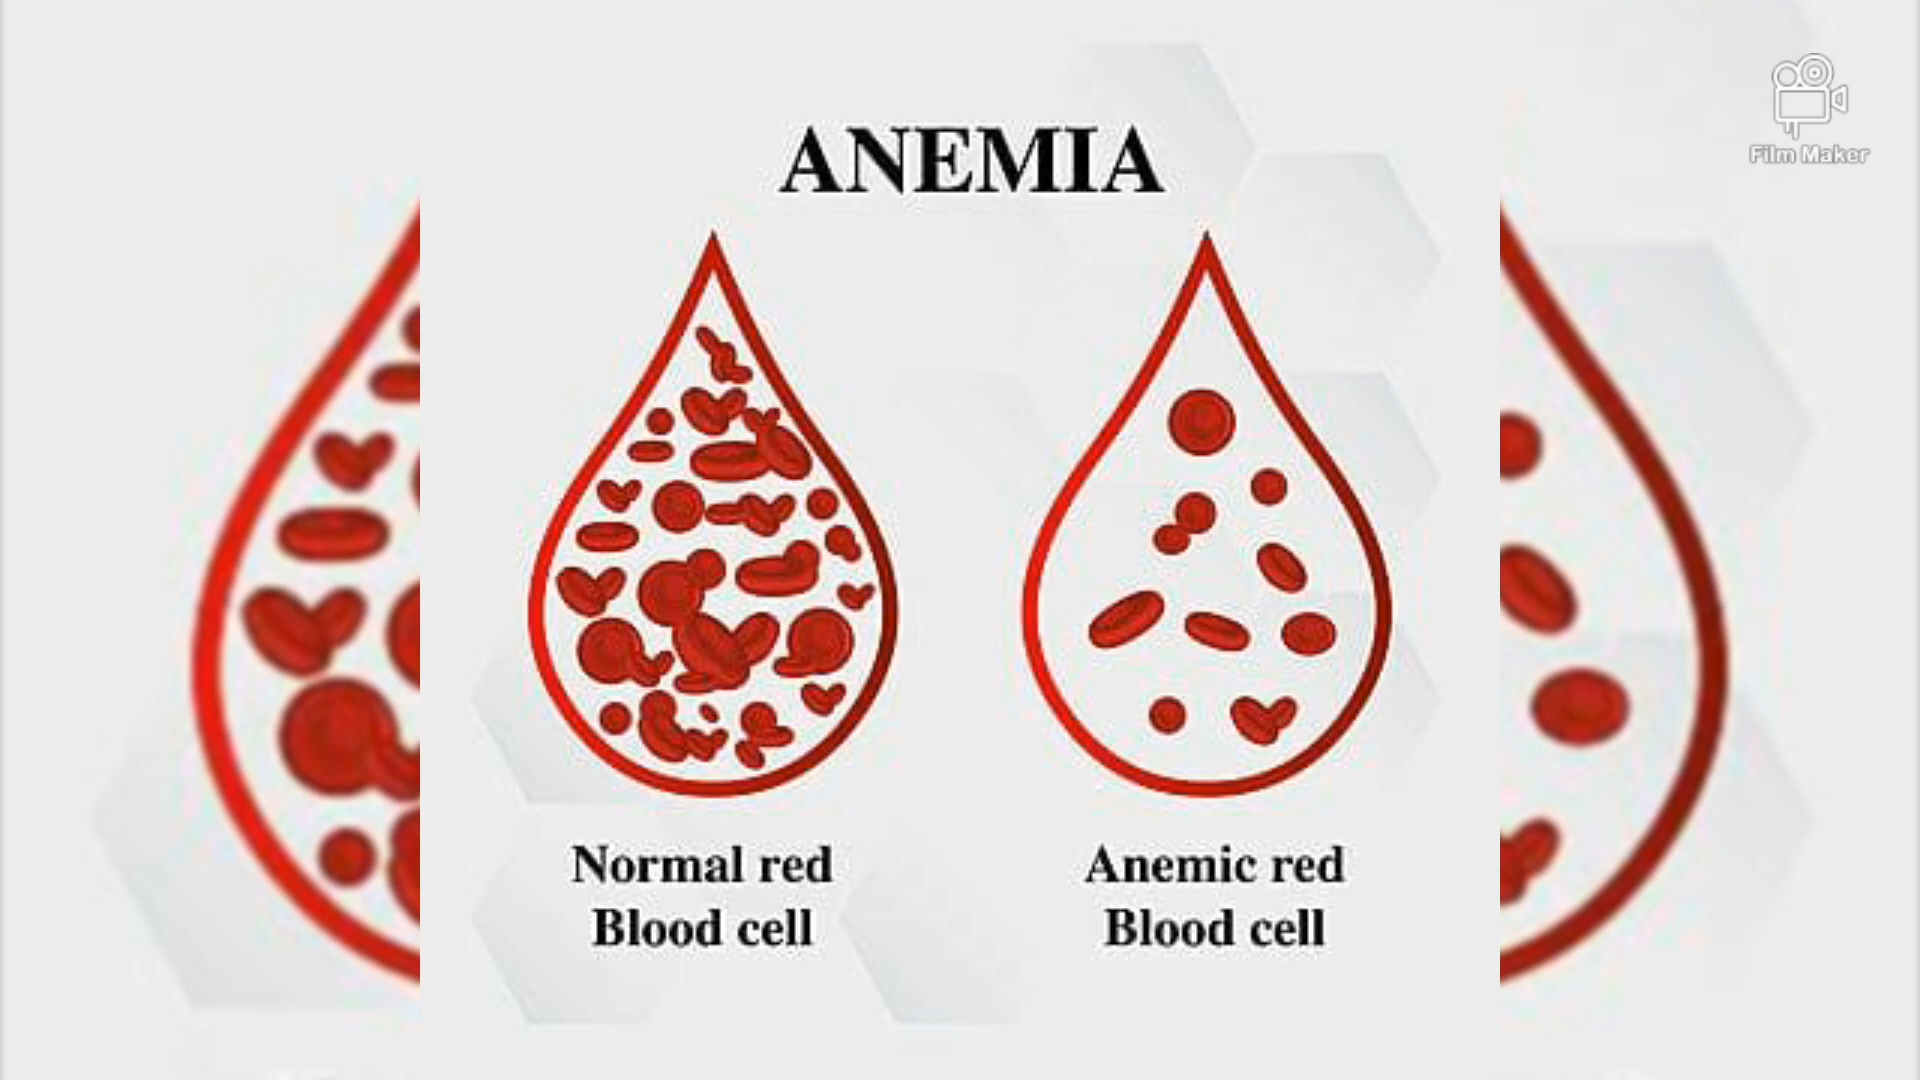 ANEMIA
Film Maker
Normal red
Blood cell
Anemic red
Blood cell